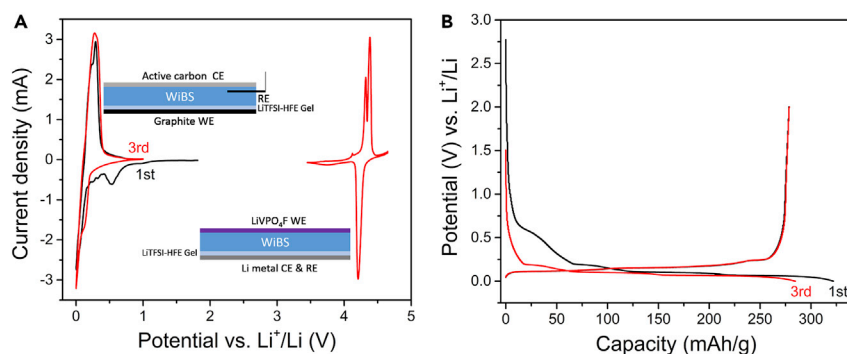 A
Current density (mA)
3
2
1
0
-1
-2
-3
Active carbon CE
WiBS
RE
LiTFSI-HFE Gel
Graphite WE
3rd
1st
LiVPO₄F WE
LiTFSI-HFE Gel
WiBS
Li metal CE & RE
0 1 2 3 4 5
Potential vs. Li⁺/Li (V)
B
Potential (V) vs. Li⁺/Li
3.0
2.5
2.0
1.5
1.0
0.5
0.0
3rd
1st
0 50 100 150 200 250 300
Capacity (mAh/g)